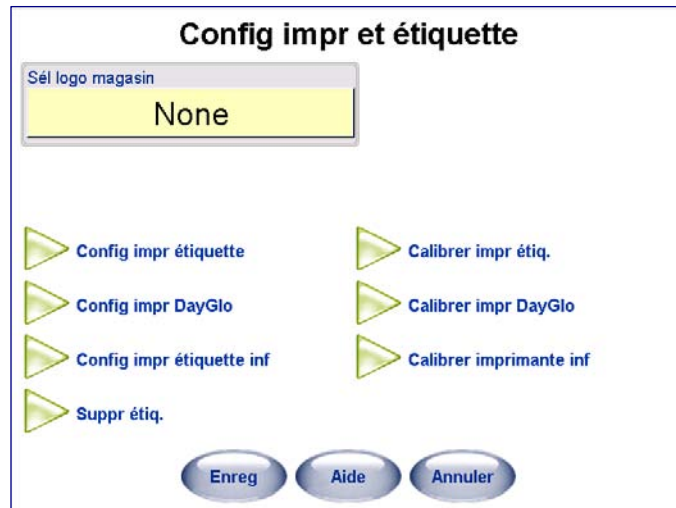 Config impr et étiquette
Sél logo magasin
None
Config impr étiquette
Calibrer impr étiq.
Config impr DayGlo
Calibrer impr DayGlo
Config impr étiquette inf
Calibrer imprimante inf
Suppr étiq.
Enreg
Aide
Annuler